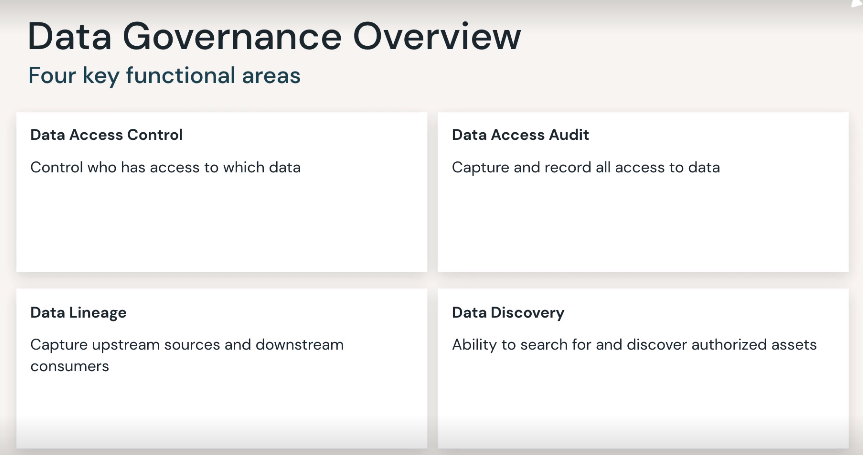 Data Governance Overview
Four key functional areas
Data Access Control
Control who has access to which data
Data Access Audit
Capture and record all access to data
Data Lineage
Capture upstream sources and downstream
consumers
Data Discovery
Ability to search for and discover authorized assets